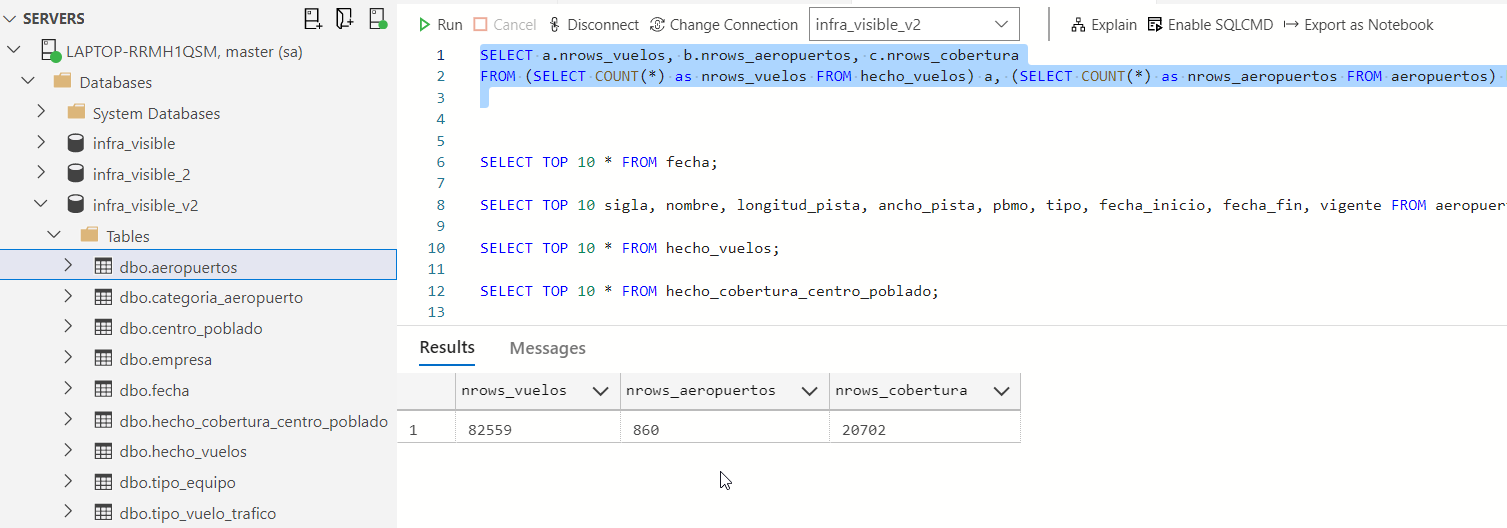 SERVERS
LAPTOP-RRMH1QSM, master (sa)
Databases
System Databases
infra_visible
infra_visible_2
infra_visible_v2
Tables
dbo.aeropuertos
dbo.categoria_aeropuerto
dbo.centro_poblado
dbo.empresa
dbo.fecha
dbo.hecho_cobertura_centro_poblado
dbo.hecho_vuelos
dbo.tipo_equipo
dbo.tipo_vuelo_trafico
Run Cancel Disconnect Change Connection infra_visible_v2 Explain Enable SQLCMD Export as Notebook
1 SELECT a.nrows_vuelos, b.nrows_aeropuertos, c.nrows_cobertura
2 FROM (SELECT COUNT(*) as nrows_vuelos FROM hecho_vuelos) a, (SELECT COUNT(*) as nrows_aeropuertos FROM aeropuertos)
3
4
5
6 SELECT TOP 10 * FROM fecha;
7
8 SELECT TOP 10 sigla, nombre, longitud_pista, ancho_pista, pbmo, tipo, fecha_inicio, fecha_fin, vigente FROM aeropuer
9
10 SELECT TOP 10 * FROM hecho_vuelos;
11
12 SELECT TOP 10 * FROM hecho_cobertura_centro_poblado;
13
Results Messages
nrows_vuelos nrows_aeropuertos nrows_cobertura
1 82559 860 20702